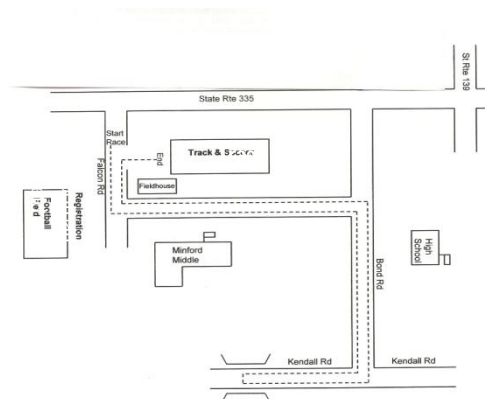 St Rte 139
State Rte 335
Start
Race
End
Track &
Falcon Rd
Fieldhouse
Football
Registration
Minford
Middle
High
School
Bond Rd
Kendall Rd
Kendall Rd